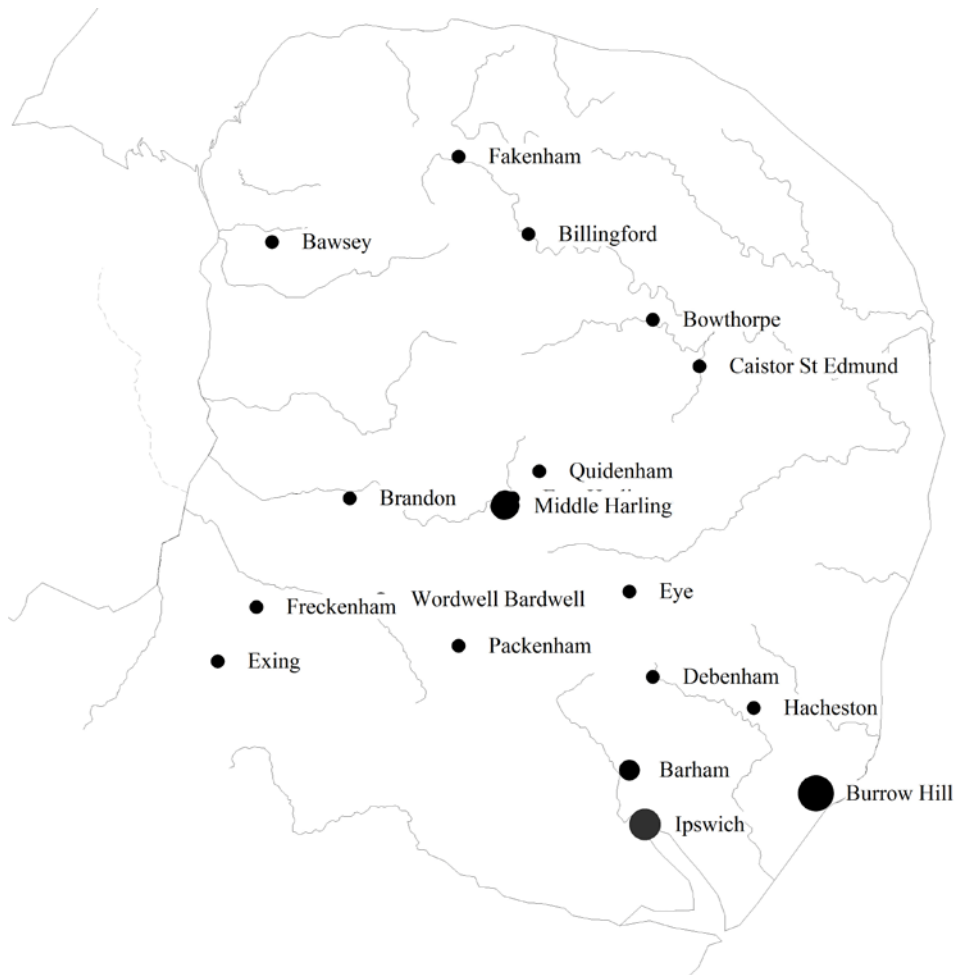 Fakenham
Billingford
Bawsey
Bowthorpe
Caistor St Edmund
Quidenham
Brandon
Middle Harling
Eye
Wordwell Bardwell
Freckenham
Packenham
Exing
Debenham
Hacheston
Barham
Burrow Hill
Ipswich